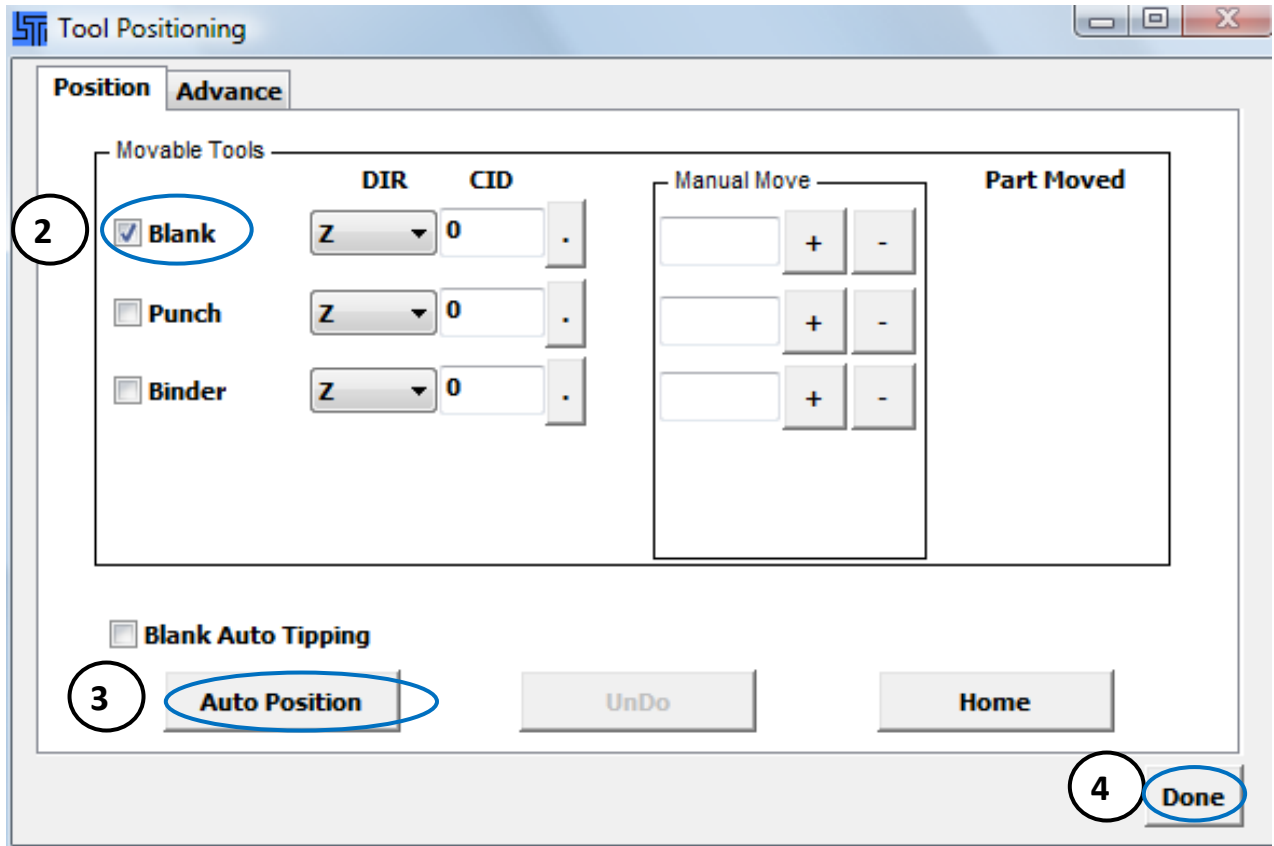 Tool Positioning
Position Advance
Movable Tools
DIR CID Manual Move Part Moved
2 Blank Z 0 . + -
Punch Z 0 . + -
Binder Z 0 . + -
Blank Auto Tipping
3 Auto Position UnDo Home
4 Done